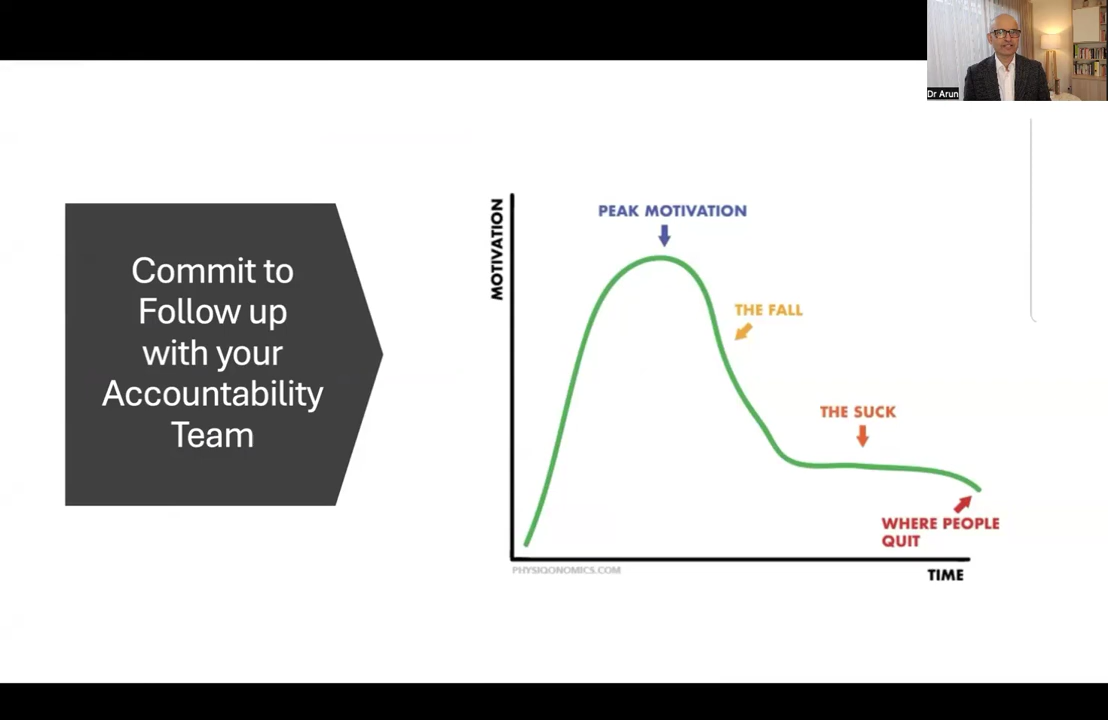 Dr Arun
Commit to
Follow up
with your
Accountability
Team
MOTIVATION
PEAK MOTIVATION
THE FALL
THE SUCK
WHERE PEOPLE
QUIT
PHYSIQONOMICS.COM
TIME